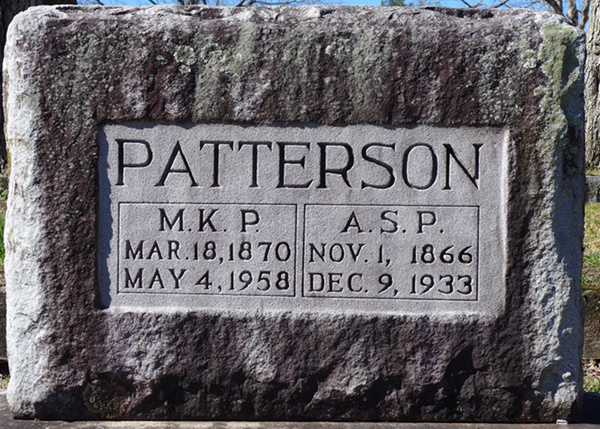 PATTERSON
M.K.P.
MAR.18,1870
MAY 4,1958
A.S.P.
NOV. 1, 1866
DEC. 9, 1933